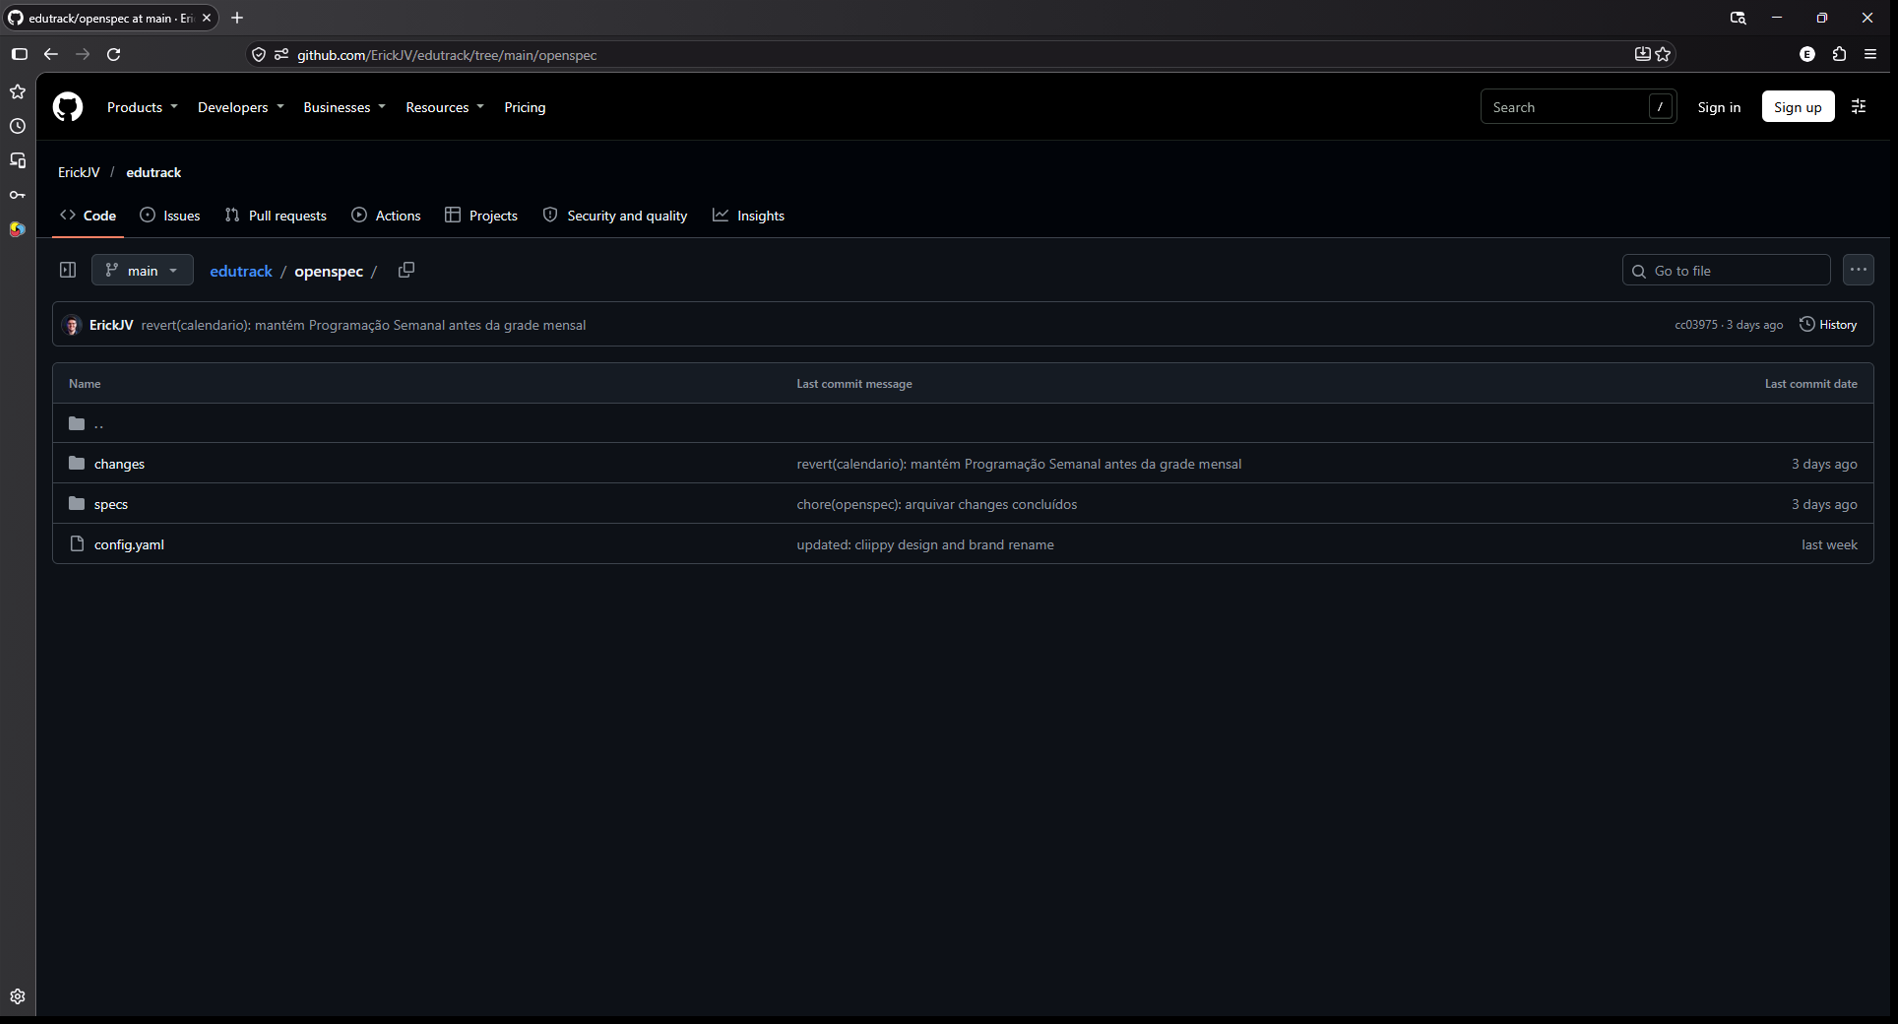 edutrack/openspec at main · Eri
github.com/ErickJV/edutrack/tree/main/openspec
E
Products Developers Businesses Resources Pricing
Search /
Sign in
Sign up
ErickJV / edutrack
Code Issues Pull requests Actions Projects Security and quality Insights
main edutrack / openspec /
Go to file
ErickJV revert(calendario): mantém Programação Semanal antes da grade mensal
cc03975 · 3 days ago History
Name Last commit message Last commit date
..
changes revert(calendario): mantém Programação Semanal antes da grade mensal 3 days ago
specs chore(openspec): arquivar changes concluídos 3 days ago
config.yaml updated: cliippy design and brand rename last week